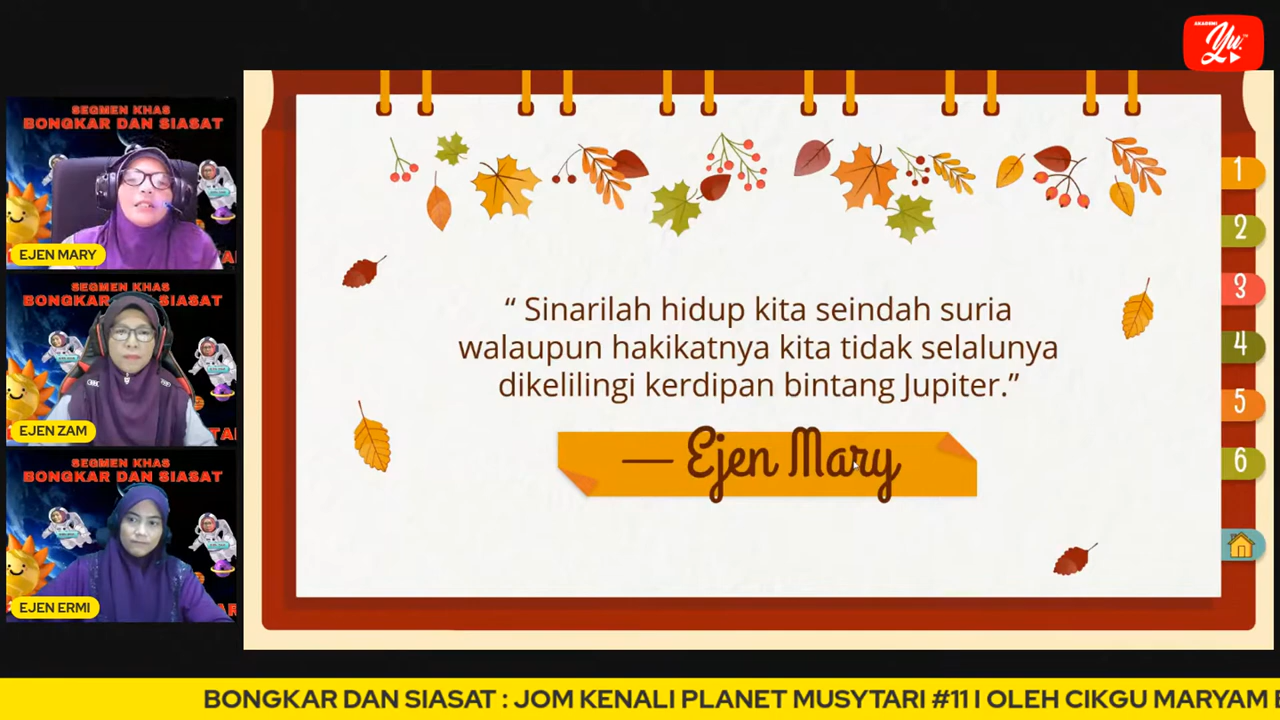 AKADEMI
Yu.
SEGMEN KHAS
BONGKAR DAN SIASAT
EJEN MARY
SEGMEN KHAS
BONGKAR DAN SIASAT
EJEN ZAM
SEGMEN KHAS
BONGKAR DAN SIASAT
EJEN ERMI
“ Sinarilah hidup kita seindah suria
walaupun hakikatnya kita tidak selalunya
dikelilingi kerdipan bintang Jupiter.”
— Ejen Mary
1
2
3
4
5
6
BONGKAR DAN SIASAT : JOM KENALI PLANET MUSYTARI #11 I OLEH CIKGU MARYAM